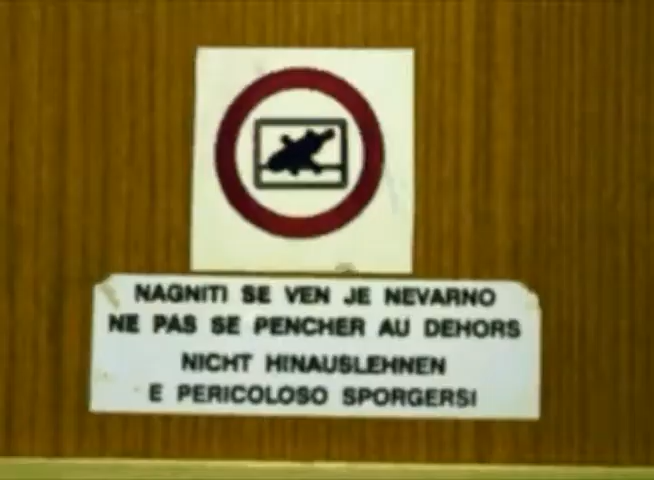 NAGNITI SE VEN JE NEVARNO
NE PAS SE PENCHER AU DEHORS
NICHT HINAUSLEHNEN
E PERICOLOSO SPORGERSI